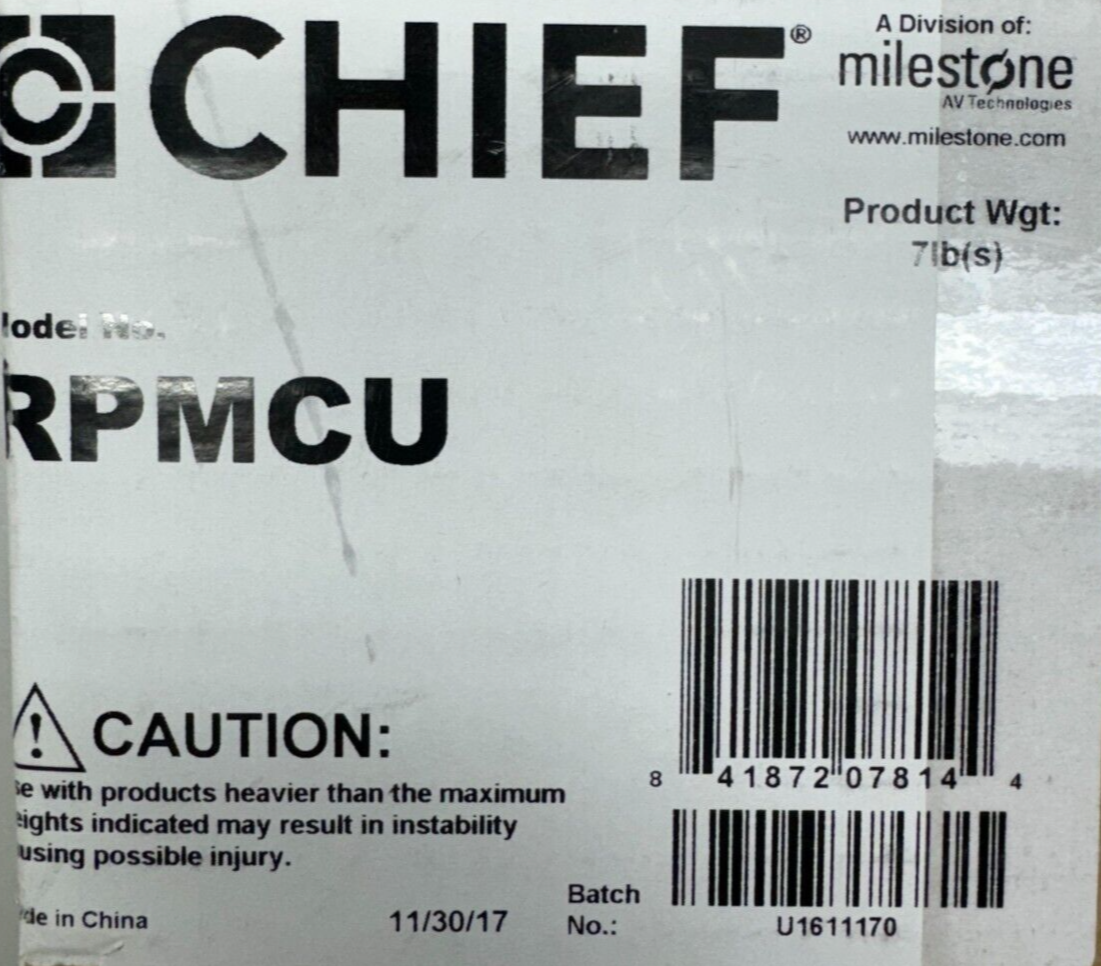 CHIEF®
A Division of:
milestøne
AV Technologies
www.milestone.com
Product Wgt:
7lb(s)
lodel No.
RPMCU
CAUTION:
se with products heavier than the maximum
eights indicated may result in instability
using possible injury.
de in China
11/30/17
8 41872 07814 4
Batch
No.:
U1611170